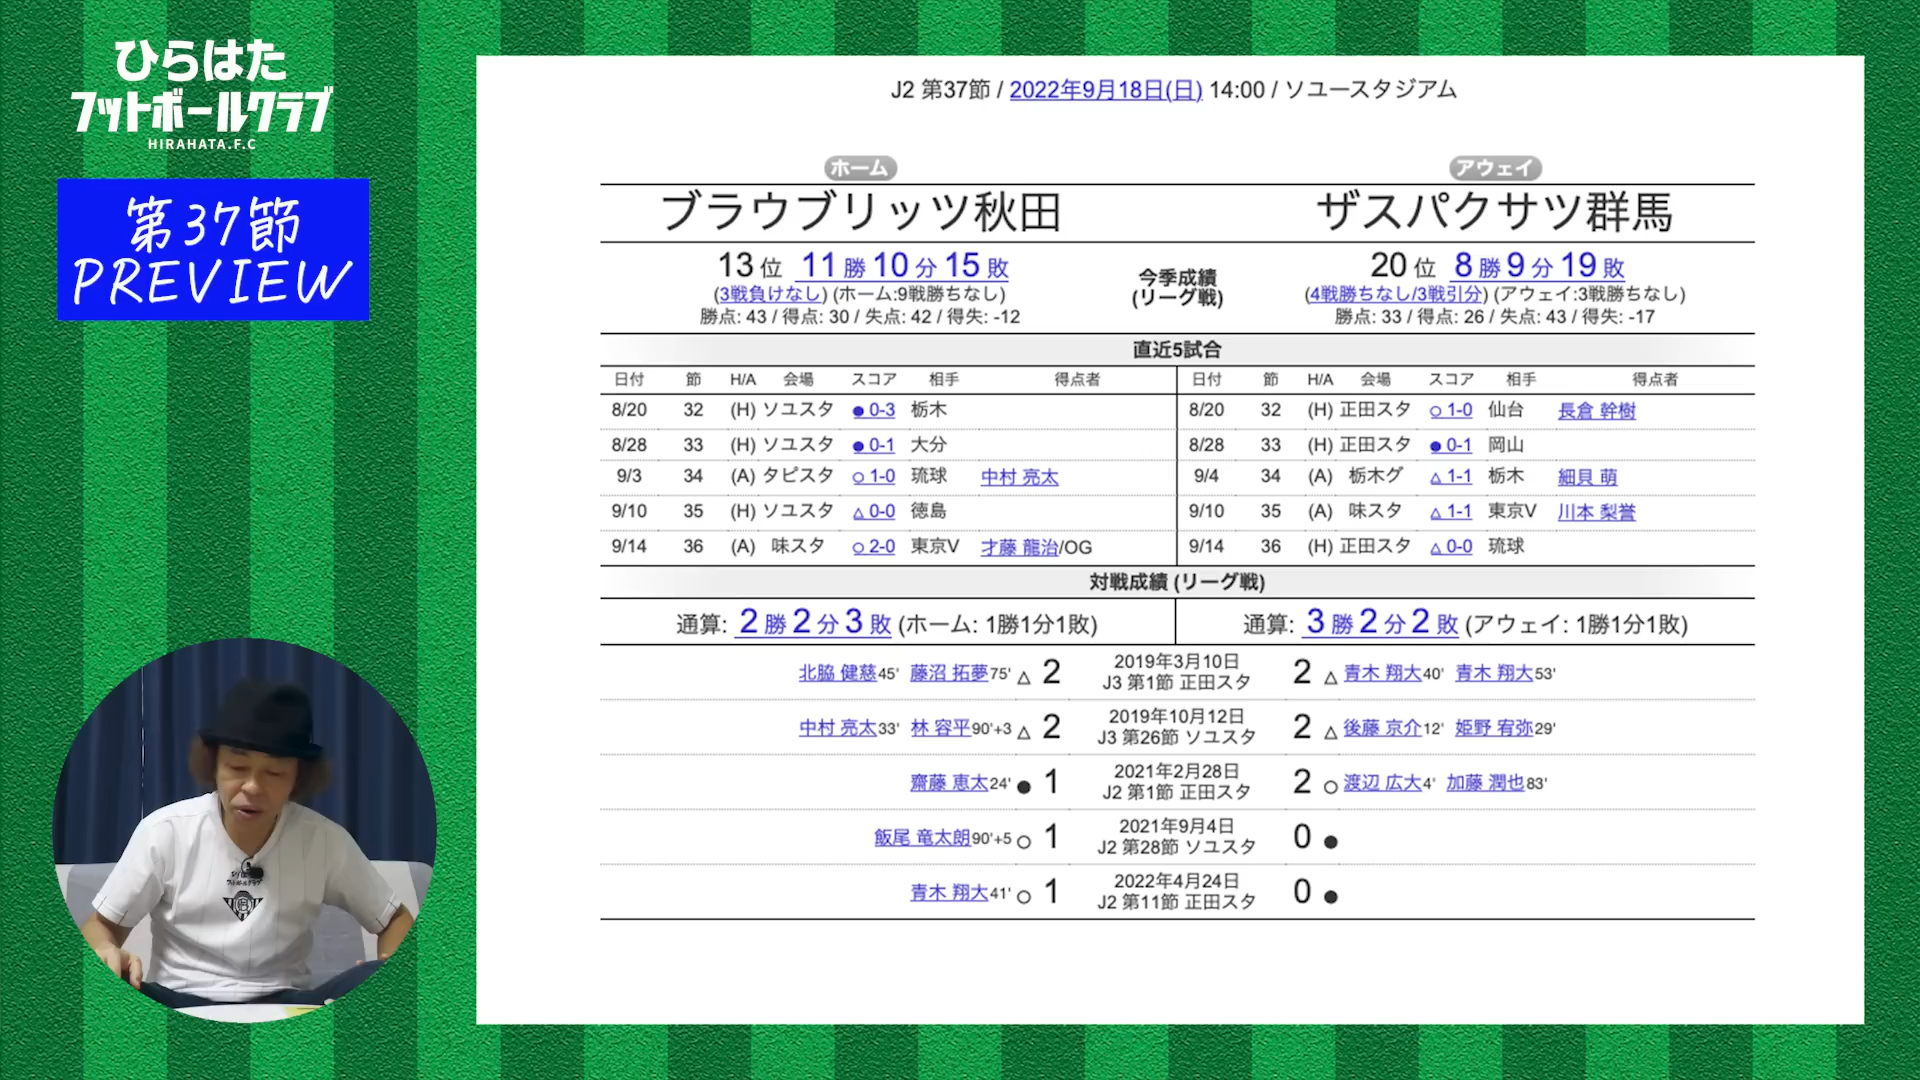 ひらはた
フットボールクラブ
HIRAHATA.F.C
第37節
PREVIEW
J2 第37節 / 2022年9月18日(日) 14:00 / ソユースタジアム
ホーム アウェイ
ブラウブリッツ秋田 ザスパクサツ群馬
13 位 11 勝 10 分 15 敗 今季成績 20 位 8 勝 9 分 19 敗
(3戦負けなし) (ホーム:9戦勝ちなし) (リーグ戦) (4戦勝ちなし/3戦引分) (アウェイ:3戦勝ちなし)
勝点: 43 / 得点: 30 / 失点: 42 / 得失: -12 勝点: 33 / 得点: 26 / 失点: 43 / 得失: -17
直近5試合
日付 節 H/A 会場 スコア 相手 得点者 日付 節 H/A 会場 スコア 相手 得点者
8/20 32 (H) ソユスタ ● 0-3 栃木 8/20 32 (H) 正田スタ ○ 1-0 仙台 長倉 幹樹
8/28 33 (H) ソユスタ ● 0-1 大分 8/28 33 (H) 正田スタ ● 0-1 岡山
9/3 34 (A) タピスタ ○ 1-0 琉球 中村 亮太 9/4 34 (A) 栃木グ △ 1-1 栃木 細貝 萌
9/10 35 (H) ソユスタ △ 0-0 徳島 9/10 35 (A) 味スタ △ 1-1 東京V 川本 梨誉
9/14 36 (A) 味スタ ○ 2-0 東京V 才藤 龍治/OG 9/14 36 (H) 正田スタ △ 0-0 琉球
対戦成績 (リーグ戦)
通算: 2 勝 2 分 3 敗 (ホーム: 1勝1分1敗) 通算: 3 勝 2 分 2 敗 (アウェイ: 1勝1分1敗)
北脇 健慈45' 藤沼 拓夢75' △ 2 2019年3月10日 2 △ 青木 翔大40' 青木 翔大53'
J3 第1節 正田スタ
中村 亮太33' 林 容平90'+3 △ 2 2019年10月12日 2 △ 後藤 京介12' 姫野 宥弥29'
J3 第26節 ソユスタ
齋藤 恵太24' ● 1 2021年2月28日 2 ○ 渡辺 広大4' 加藤 潤也83'
J2 第1節 正田スタ
飯尾 竜太朗90'+5 ○ 1 2021年9月4日 0 ●
J2 第28節 ソユスタ
青木 翔大41' ○ 1 2022年4月24日 0 ●
J2 第11節 正田スタ